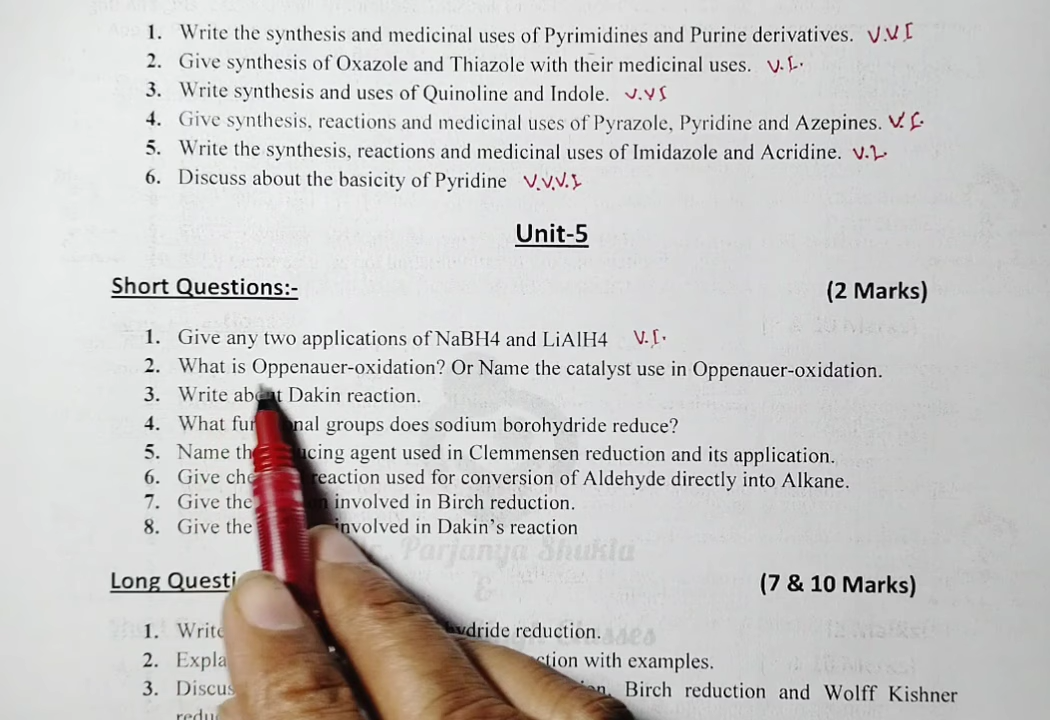 1. Write the synthesis and medicinal uses of Pyrimidines and Purine derivatives. V.V I
2. Give synthesis of Oxazole and Thiazole with their medicinal uses. V.I.
3. Write synthesis and uses of Quinoline and Indole. V.V I
4. Give synthesis, reactions and medicinal uses of Pyrazole, Pyridine and Azepines. V.I.
5. Write the synthesis, reactions and medicinal uses of Imidazole and Acridine. V.I
6. Discuss about the basicity of Pyridine V.V.V.I
Unit-5
Short Questions:- (2 Marks)
1. Give any two applications of NaBH4 and LiAlH4 V.I.
2. What is Oppenauer-oxidation? Or Name the catalyst use in Oppenauer-oxidation.
3. Write about Dakin reaction.
4. What nal groups does sodium borohydride reduce?
5. Name cing agent used in Clemmensen reduction and its application.
6. Give reaction used for conversion of Aldehyde directly into Alkane.
7. Give the involved in Birch reduction.
8. Give the involved in Dakin's reaction
Parjanya Shukla
&
Classes
Long Questi (7 & 10 Marks)
1. Write ydride reduction.
2. Expla ction with examples.
3. Discus Birch reduction and Wolff Kishner